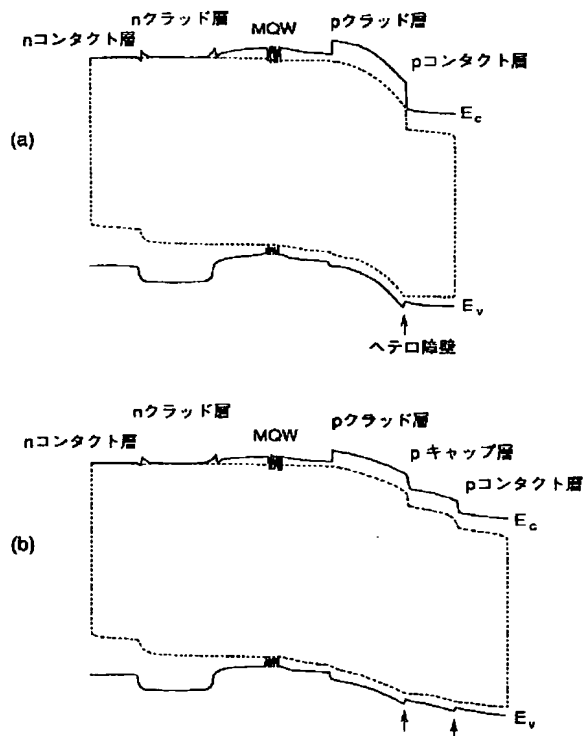 nクラッド層
MQW
pクラッド層
nコンタクト層
pコンタクト層
Ec
(a)
Ev
ヘテロ障壁
nクラッド層
MQW
pクラッド層
nコンタクト層
pキャップ層
pコンタクト層
Ec
(b)
Ev